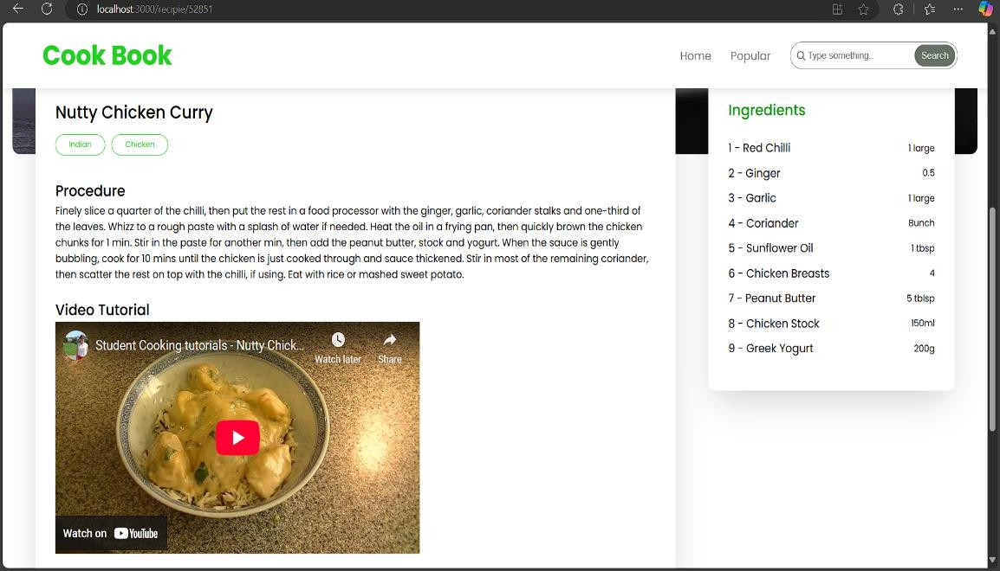 localhost:3000/recipie/52851
Cook Book
Home
Popular
Type something..
Search
Nutty Chicken Curry
Indian
Chicken
Procedure
Finely slice a quarter of the chilli, then put the rest in a food processor with the ginger, garlic, coriander stalks and one-third of
the leaves. Whizz to a rough paste with a splash of water if needed. Heat the oil in a frying pan, then quickly brown the chicken
chunks for 1 min. Stir in the paste for another min, then add the peanut butter, stock and yogurt. When the sauce is gently
bubbling, cook for 10 mins until the chicken is just cooked through and sauce thickened. Stir in most of the remaining coriander,
then scatter the rest on top with the chilli, if using. Eat with rice or mashed sweet potato.
Video Tutorial
Student Cooking tutorials - Nutty Chick...
Watch later
Share
Watch on YouTube
Ingredients
1 - Red Chilli 1 large
2 - Ginger 0.5
3 - Garlic 1 large
4 - Coriander Bunch
5 - Sunflower Oil 1 tbsp
6 - Chicken Breasts 4
7 - Peanut Butter 5 tblsp
8 - Chicken Stock 150ml
9 - Greek Yogurt 200g